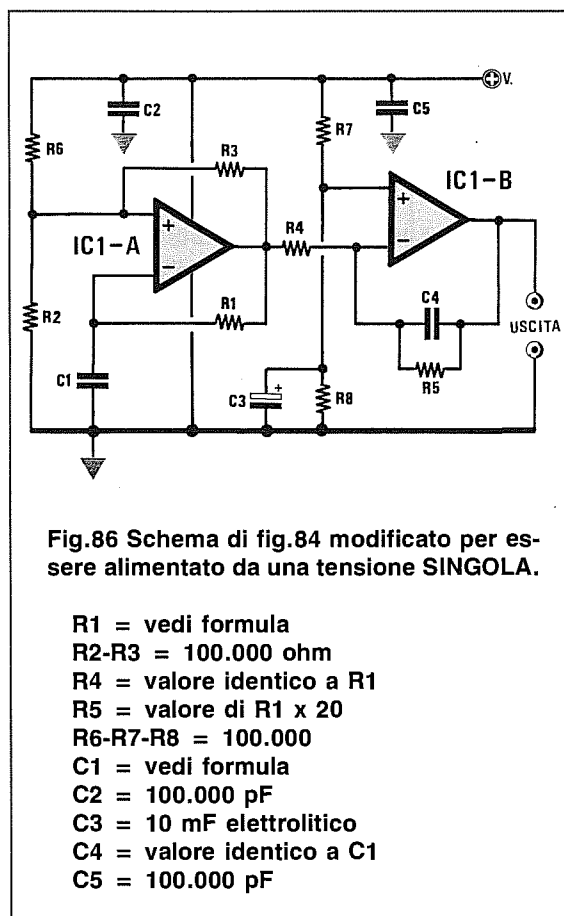 V.
C2
C5
R6
R7
R3
IC1-B
IC1-A
R4
R2
R1
C4
USCITA
C1
C3
+
R8
R5
Fig.86 Schema di fig.84 modificato per es-
sere alimentato da una tensione SINGOLA.
R1 = vedi formula
R2-R3 = 100.000 ohm
R4 = valore identico a R1
R5 = valore di R1 x 20
R6-R7-R8 = 100.000
C1 = vedi formula
C2 = 100.000 pF
C3 = 10 mF elettrolitico
C4 = valore identico a C1
C5 = 100.000 pF